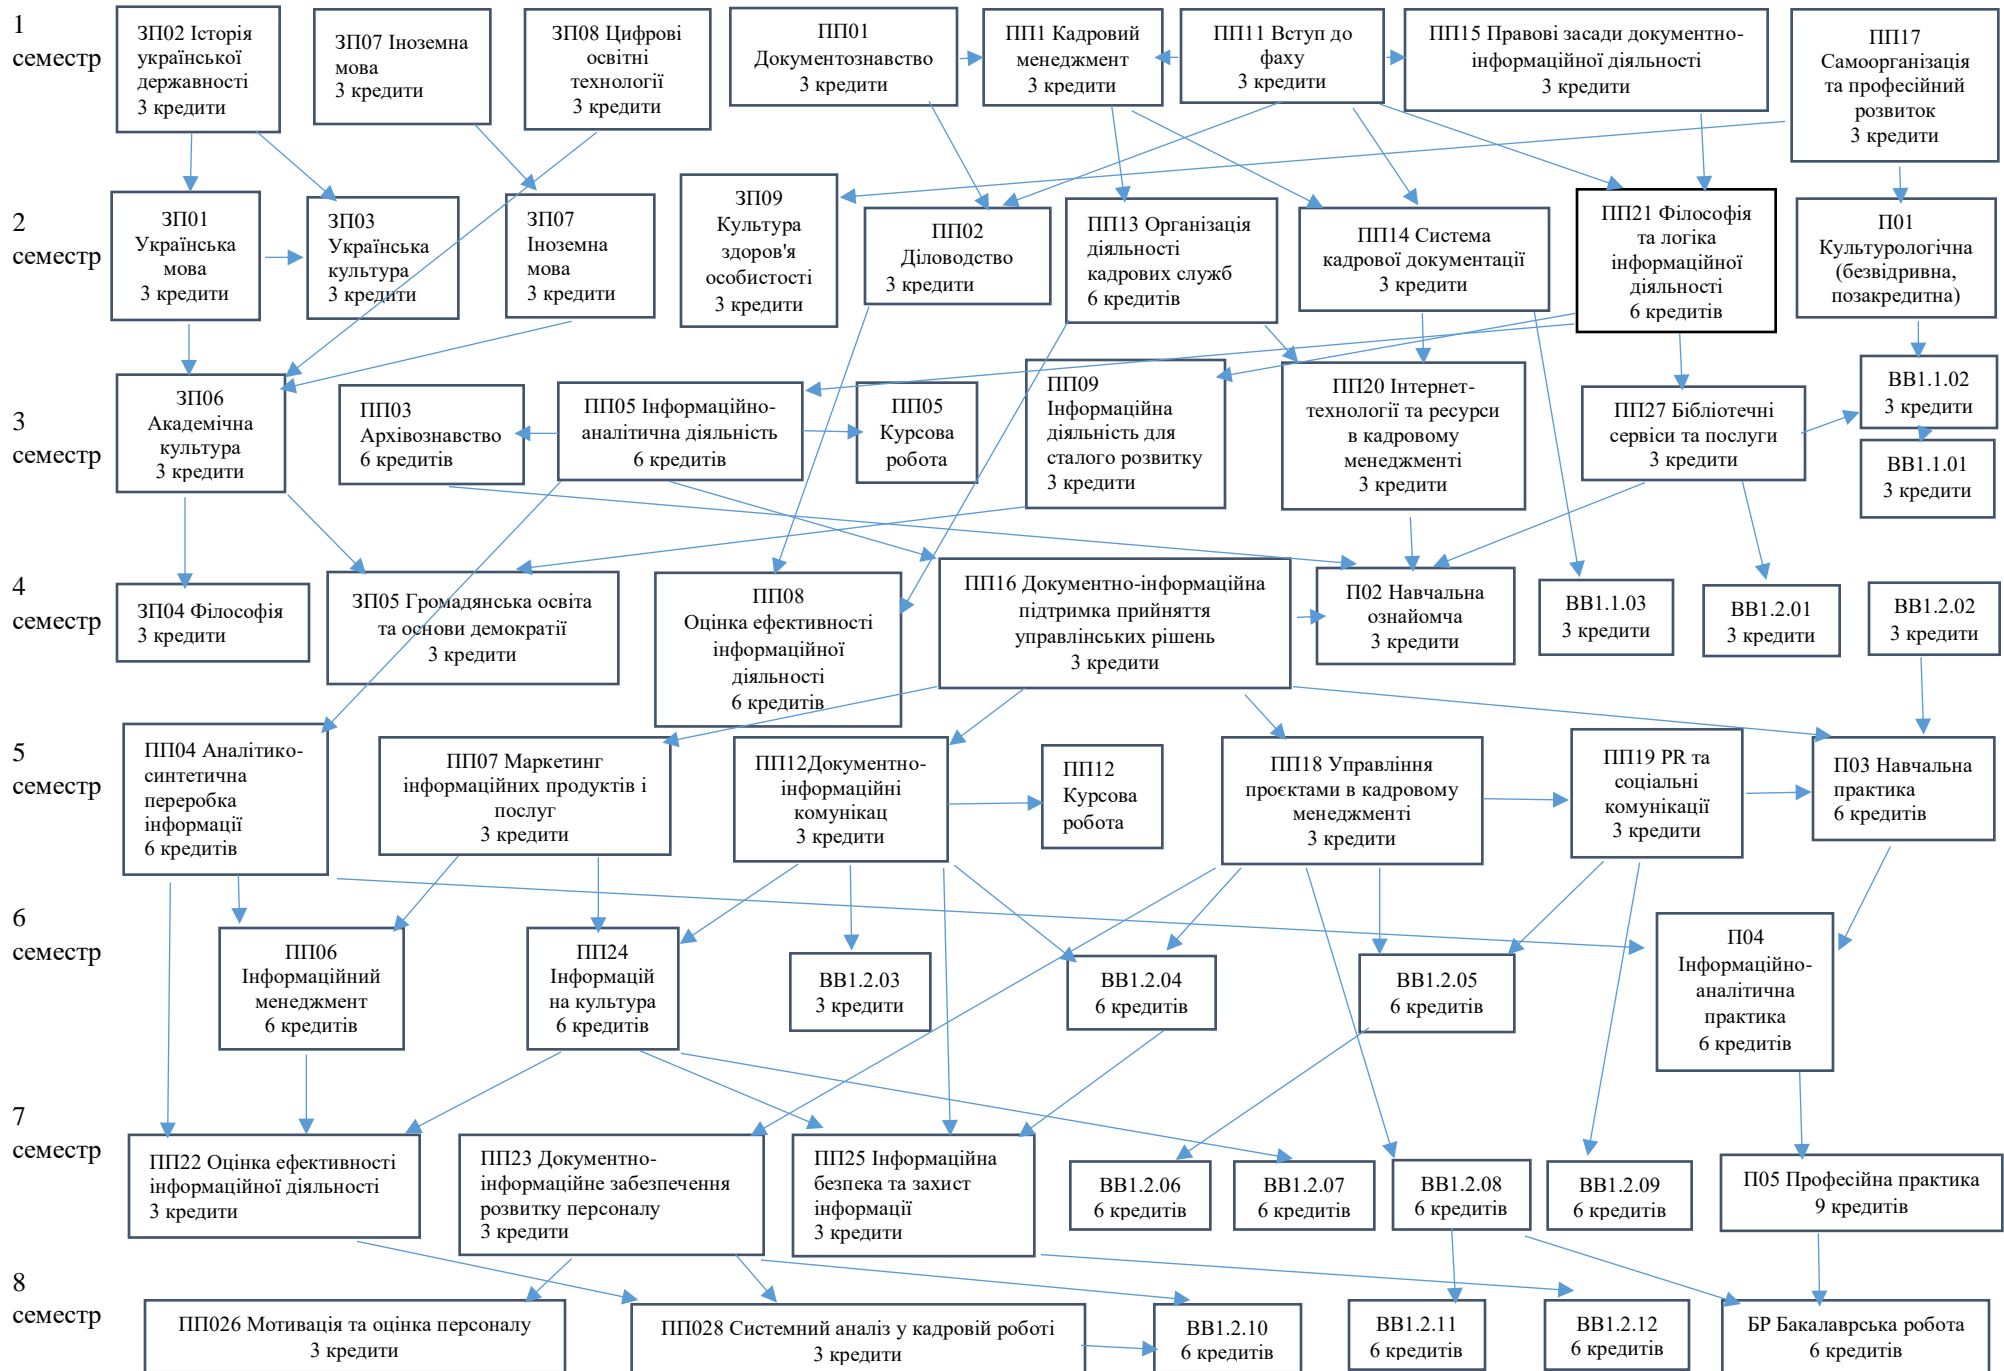 1
семестр
ЗП02 Історія
української
державності
3 кредити
ЗП07 Іноземна
мова
3 кредити
ЗП08 Цифрові
освітні
технології
3 кредити
ПП01
Документознавство
3 кредити
ПП1 Кадровий
менеджмент
3 кредити
ПП11 Вступ до
фаху
3 кредити
ПП15 Правові засади документно-
інформаційної діяльності
3 кредити
ПП17
Самоорганізація
та професійний
розвиток
3 кредити
2
семестр
ЗП01
Українська
мова
3 кредити
ЗП03
Українська
культура
3 кредити
ЗП07
Іноземна
мова
3 кредити
ЗП09
Культура
здоров'я
особистості
3 кредити
ПП02
Діловодство
3 кредити
ПП13 Організація
діяльності
кадрових служб
6 кредитів
ПП14 Система
кадрової документації
3 кредити
ПП21 Філософія
та логіка
інформаційної
діяльності
6 кредитів
П01
Культурологічна
(безвідривна,
позакредитна)
3
семестр
ЗП06
Академічна
культура
3 кредити
ПП03
Архівознавство
6 кредитів
ПП05 Інформаційно-
аналітична діяльність
6 кредитів
ПП05
Курсова
робота
ПП09
Інформаційна
діяльність для
сталого розвитку
3 кредити
ПП20 Інтернет-
технології та ресурси
в кадровому
менеджменті
3 кредити
ПП27 Бібліотечні
сервіси та послуги
3 кредити
ВВ1.1.02
3 кредити
ВВ1.1.01
3 кредити
4
семестр
ЗП04 Філософія
3 кредити
ЗП05 Громадянська освіта
та основи демократії
3 кредити
ПП08
Оцінка ефективності
інформаційної
діяльності
6 кредитів
ПП16 Документно-інформаційна
підтримка прийняття
управлінських рішень
3 кредити
П02 Навчальна
ознайомча
3 кредити
ВВ1.1.03
3 кредити
ВВ1.2.01
3 кредити
ВВ1.2.02
3 кредити
5
семестр
ПП04 Аналітико-
синтетична
переробка
інформації
6 кредитів
ПП07 Маркетинг
інформаційних продуктів і
послуг
3 кредити
ПП12Документно-
інформаційні
комунікац
3 кредити
ПП12
Курсова
робота
ПП18 Управління
проєктами в кадровому
менеджменті
3 кредити
ПП19 PR та
соціальні
комунікації
3 кредити
П03 Навчальна
практика
6 кредитів
6
семестр
ПП06
Інформаційний
менеджмент
6 кредитів
ПП24
Інформацій
на культура
6 кредитів
ВВ1.2.03
3 кредити
ВВ1.2.04
6 кредитів
ВВ1.2.05
6 кредитів
П04
Інформаційно-
аналітична
практика
6 кредитів
7
семестр
ПП22 Оцінка ефективності
інформаційної діяльності
3 кредити
ПП23 Документно-
інформаційне забезпечення
розвитку персоналу
3 кредити
ПП25 Інформаційна
безпека та захист
інформації
3 кредити
ВВ1.2.06
6 кредитів
ВВ1.2.07
6 кредитів
ВВ1.2.08
6 кредитів
ВВ1.2.09
6 кредитів
П05 Професійна практика
9 кредитів
8
семестр
ПП026 Мотивація та оцінка персоналу
3 кредити
ПП028 Системний аналіз у кадровій роботі
3 кредити
ВВ1.2.10
6 кредитів
ВВ1.2.11
6 кредитів
ВВ1.2.12
6 кредитів
БР Бакалаврська робота
6 кредитів